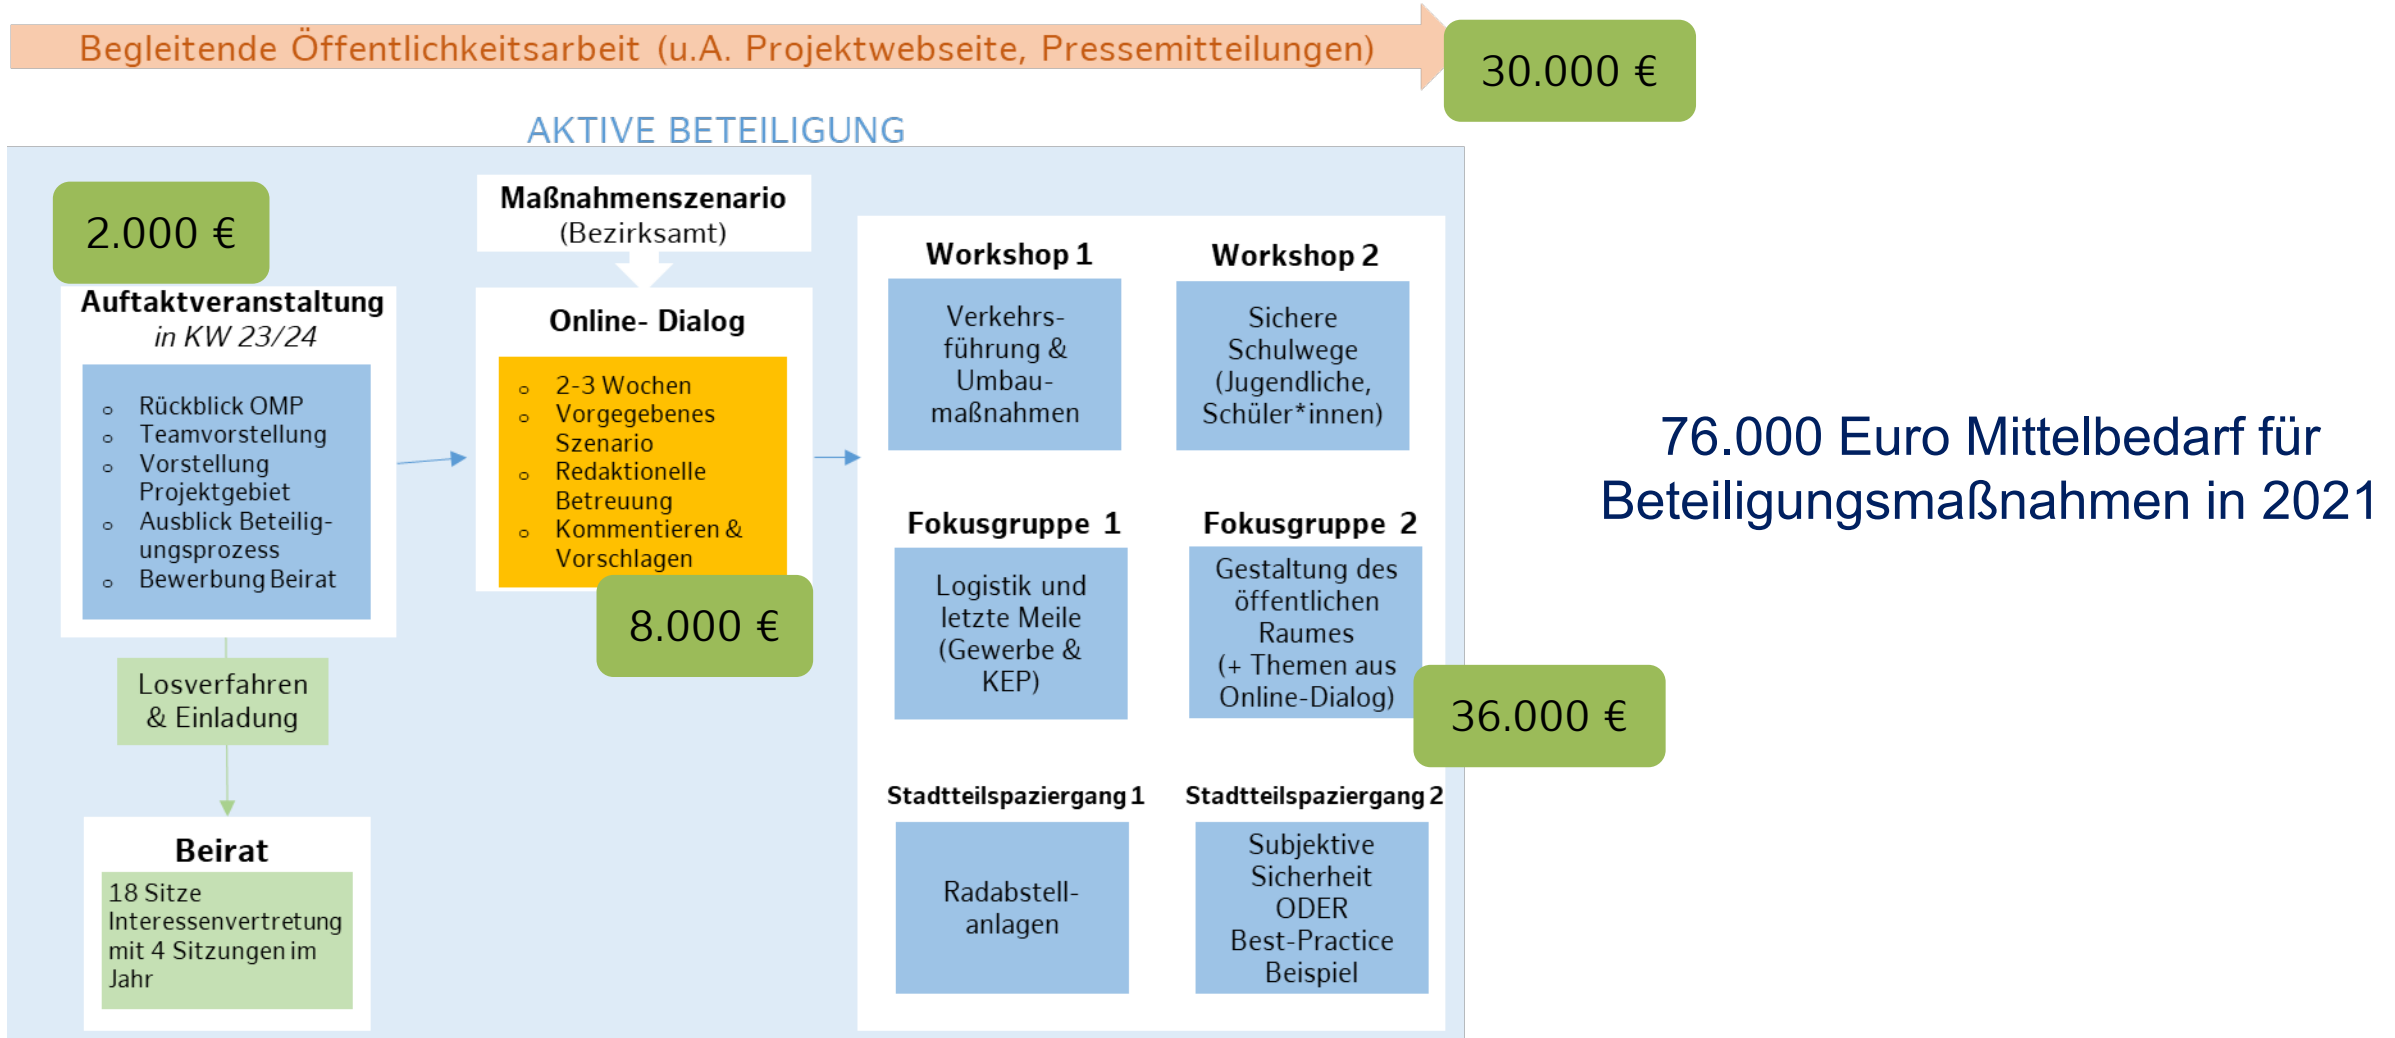 Begleitende Öffentlichkeitsarbeit (u.A. Projektwebseite, Pressemitteilungen)
30.000 €
AKTIVE BETEILIGUNG
2.000 €
Auftaktveranstaltung
in KW 23/24
o Rückblick OMP
o Teamvorstellung
o Vorstellung
Projektgebiet
o Ausblick Beteilig-
ungsprozess
o Bewerbung Beirat
Losverfahren
& Einladung
Beirat
18 Sitze
Interessenvertretung
mit 4 Sitzungen im
Jahr
Maßnahmenszenario
(Bezirksamt)
Online- Dialog
o 2-3 Wochen
o Vorgegebenes
Szenario
o Redaktionelle
Betreuung
o Kommentieren &
Vorschlagen
8.000 €
Workshop 1
Verkehrs-
führung &
Umbau-
maßnahmen
Workshop 2
Sichere
Schulwege
(Jugendliche,
Schüler*innen)
Fokusgruppe 1
Logistik und
letzte Meile
(Gewerbe &
KEP)
Fokusgruppe 2
Gestaltung des
öffentlichen
Raumes
(+ Themen aus
Online-Dialog)
36.000 €
Stadtteilspaziergang 1
Radabstell-
anlagen
Stadtteilspaziergang 2
Subjektive
Sicherheit
ODER
Best-Practice
Beispiel
76.000 Euro Mittelbedarf für
Beteiligungsmaßnahmen in 2021